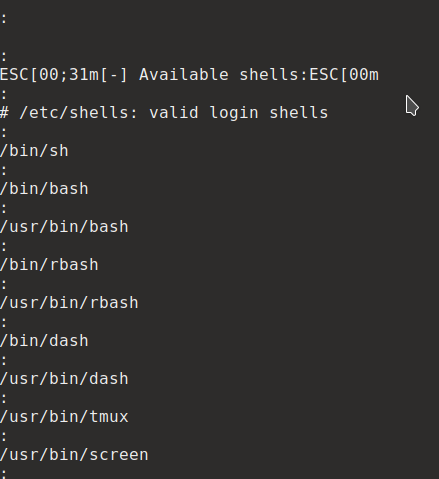 :
:
ESC[00;31m[-] Available shells:ESC[00m
:
# /etc/shells: valid login shells
:
/bin/sh
:
/bin/bash
:
/usr/bin/bash
:
/bin/rbash
:
/usr/bin/rbash
:
/bin/dash
:
/usr/bin/dash
:
/usr/bin/tmux
:
/usr/bin/screen
: